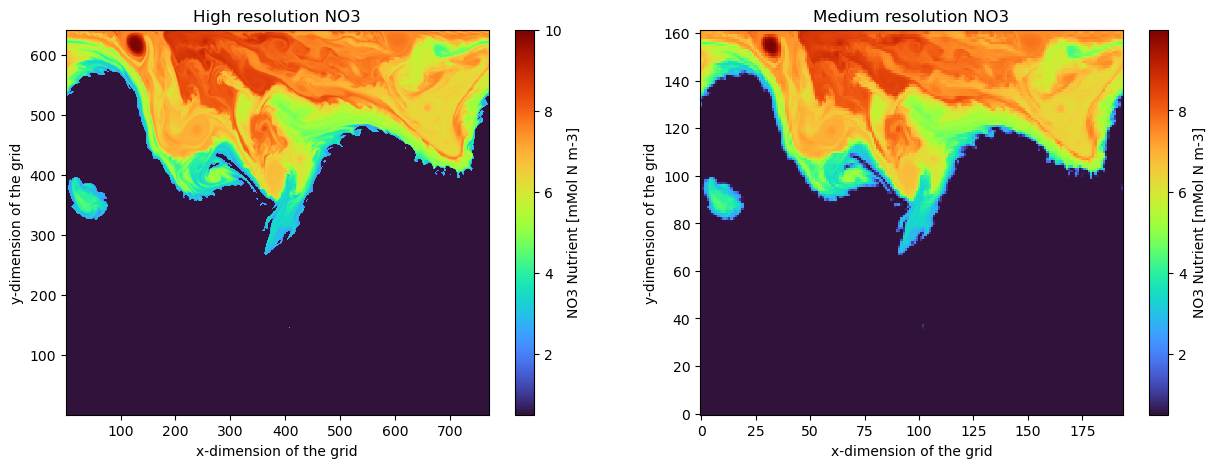 High resolution NO3
600
500
400
300
200
100
100 200 300 400 500 600 700
x-dimension of the grid
y-dimension of the grid
10
8
6
4
2
NO3 Nutrient [mMol N m-3]
Medium resolution NO3
160
140
120
100
80
60
40
20
0
0 25 50 75 100 125 150 175
x-dimension of the grid
y-dimension of the grid
8
6
4
2
NO3 Nutrient [mMol N m-3]